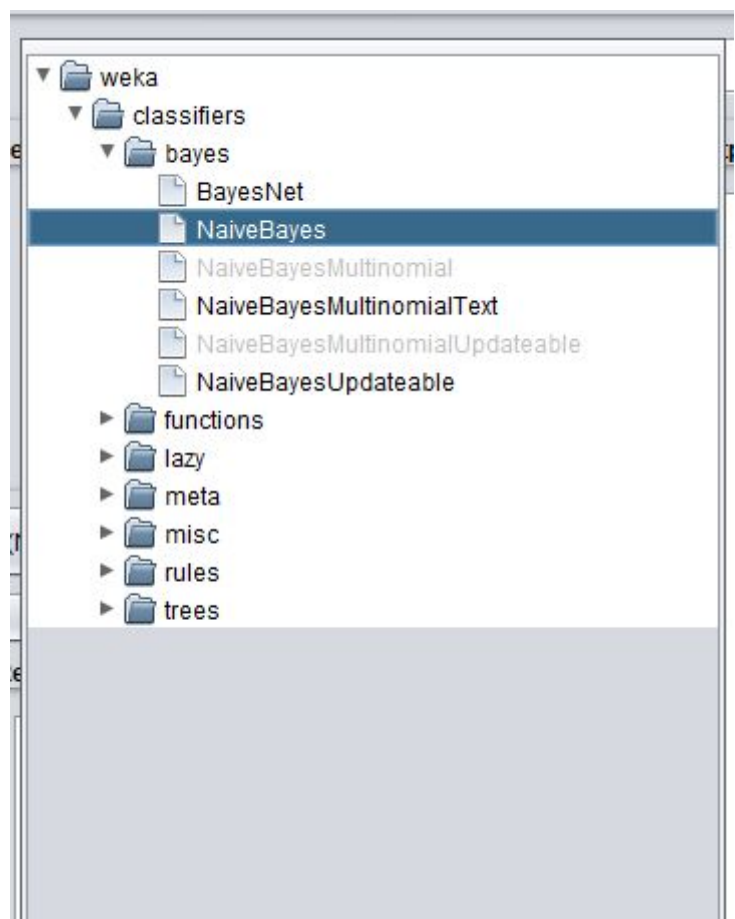 weka
classifiers
bayes
BayesNet
NaiveBayes
NaiveBayesMultinomial
NaiveBayesMultinomialText
NaiveBayesMultinomialUpdateable
NaiveBayesUpdateable
functions
lazy
meta
misc
rules
trees